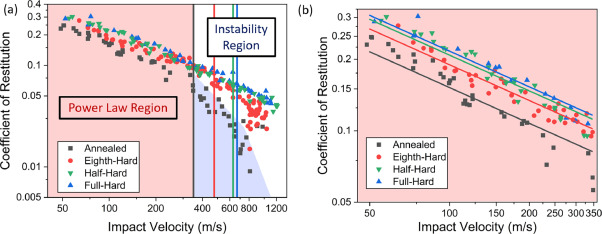 (a)
Coefficient of Restitution
0.4
0.3
0.2
0.1
0.05
0.01
0.005
Instability
Region
Power Law Region
Annealed
Eighth-Hard
Half-Hard
Full-Hard
50 100 200 400 600 800 1200
Impact Velocity (m/s)
(b)
Coefficient of Restitution
0.3
0.25
0.2
0.15
0.1
0.05
Annealed
Eighth-Hard
Half-Hard
Full-Hard
50 100 150 200 250 300 350
Impact Velocity (m/s)